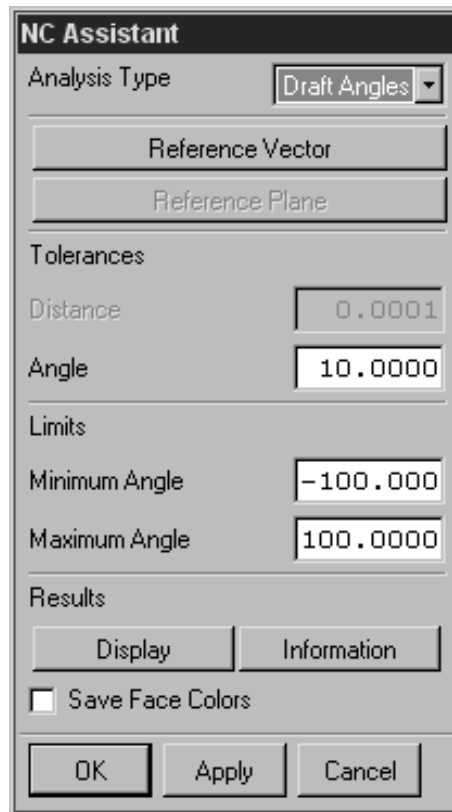 NC Assistant
Analysis Type Draft Angles
Reference Vector
Reference Plane
Tolerances
Distance 0.0001
Angle 10.0000
Limits
Minimum Angle -100.000
Maximum Angle 100.0000
Results
Display Information
Save Face Colors
OK Apply Cancel